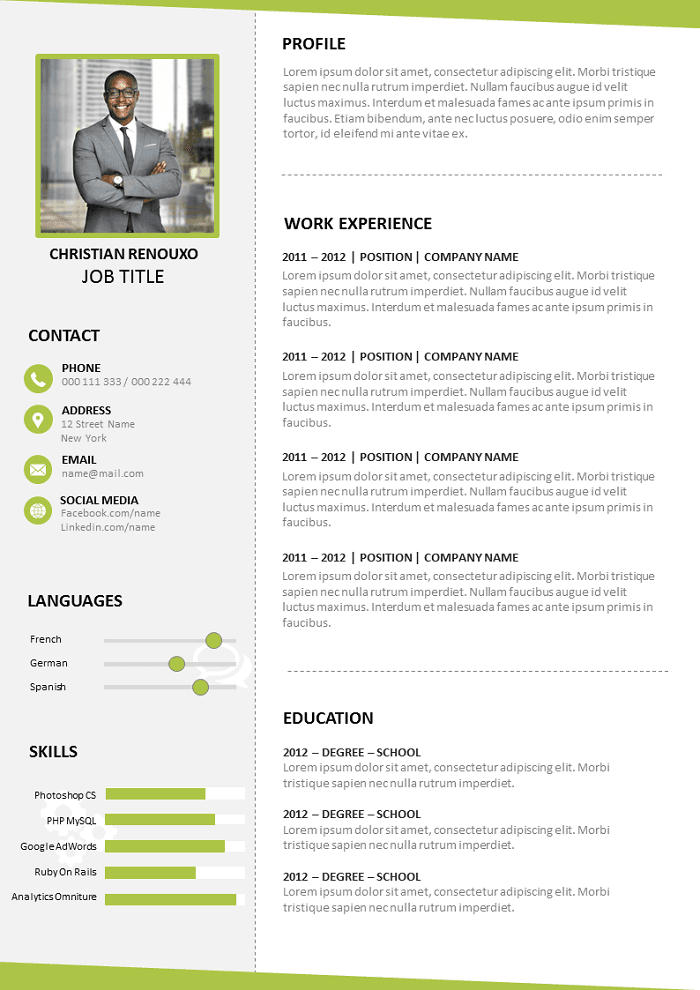 CHRISTIAN RENOUXO
JOB TITLE
CONTACT
PHONE
000 111 333 / 000 222 444
ADDRESS
12 Street Name
New York
EMAIL
name@mail.com
SOCIAL MEDIA
Facebook.com/name
Linkedin.com/name
LANGUAGES
French
German
Spanish
SKILLS
Photoshop CS
PHP MySQL
Google AdWords
Ruby On Rails
Analytics Omniture
PROFILE
Lorem ipsum dolor sit amet, consectetur adipiscing elit. Morbi tristique
sapien nec nulla rutrum imperdiet. Nullam faucibus augue id velit
luctus maximus. Interdum et malesuada fames ac ante ipsum primis in
faucibus. Etiam bibendum, ante nec luctus posuere, odio enim semper
tortor, id eleifend mi ante vitae ex.
WORK EXPERIENCE
2011 – 2012 | POSITION | COMPANY NAME
Lorem ipsum dolor sit amet, consectetur adipiscing elit. Morbi tristique
sapien nec nulla rutrum imperdiet. Nullam faucibus augue id velit
luctus maximus. Interdum et malesuada fames ac ante ipsum primis in
faucibus.
2011 – 2012 | POSITION | COMPANY NAME
Lorem ipsum dolor sit amet, consectetur adipiscing elit. Morbi tristique
sapien nec nulla rutrum imperdiet. Nullam faucibus augue id velit
luctus maximus. Interdum et malesuada fames ac ante ipsum primis in
faucibus.
2011 – 2012 | POSITION | COMPANY NAME
Lorem ipsum dolor sit amet, consectetur adipiscing elit. Morbi tristique
sapien nec nulla rutrum imperdiet. Nullam faucibus augue id velit
luctus maximus. Interdum et malesuada fames ac ante ipsum primis in
faucibus.
2011 – 2012 | POSITION | COMPANY NAME
Lorem ipsum dolor sit amet, consectetur adipiscing elit. Morbi tristique
sapien nec nulla rutrum imperdiet. Nullam faucibus augue id velit
luctus maximus. Interdum et malesuada fames ac ante ipsum primis in
faucibus.
EDUCATION
2012 – DEGREE – SCHOOL
Lorem ipsum dolor sit amet, consectetur adipiscing elit. Morbi
tristique sapien nec nulla rutrum imperdiet.
2012 – DEGREE – SCHOOL
Lorem ipsum dolor sit amet, consectetur adipiscing elit. Morbi
tristique sapien nec nulla rutrum imperdiet.
2012 – DEGREE – SCHOOL
Lorem ipsum dolor sit amet, consectetur adipiscing elit. Morbi
tristique sapien nec nulla rutrum imperdiet.